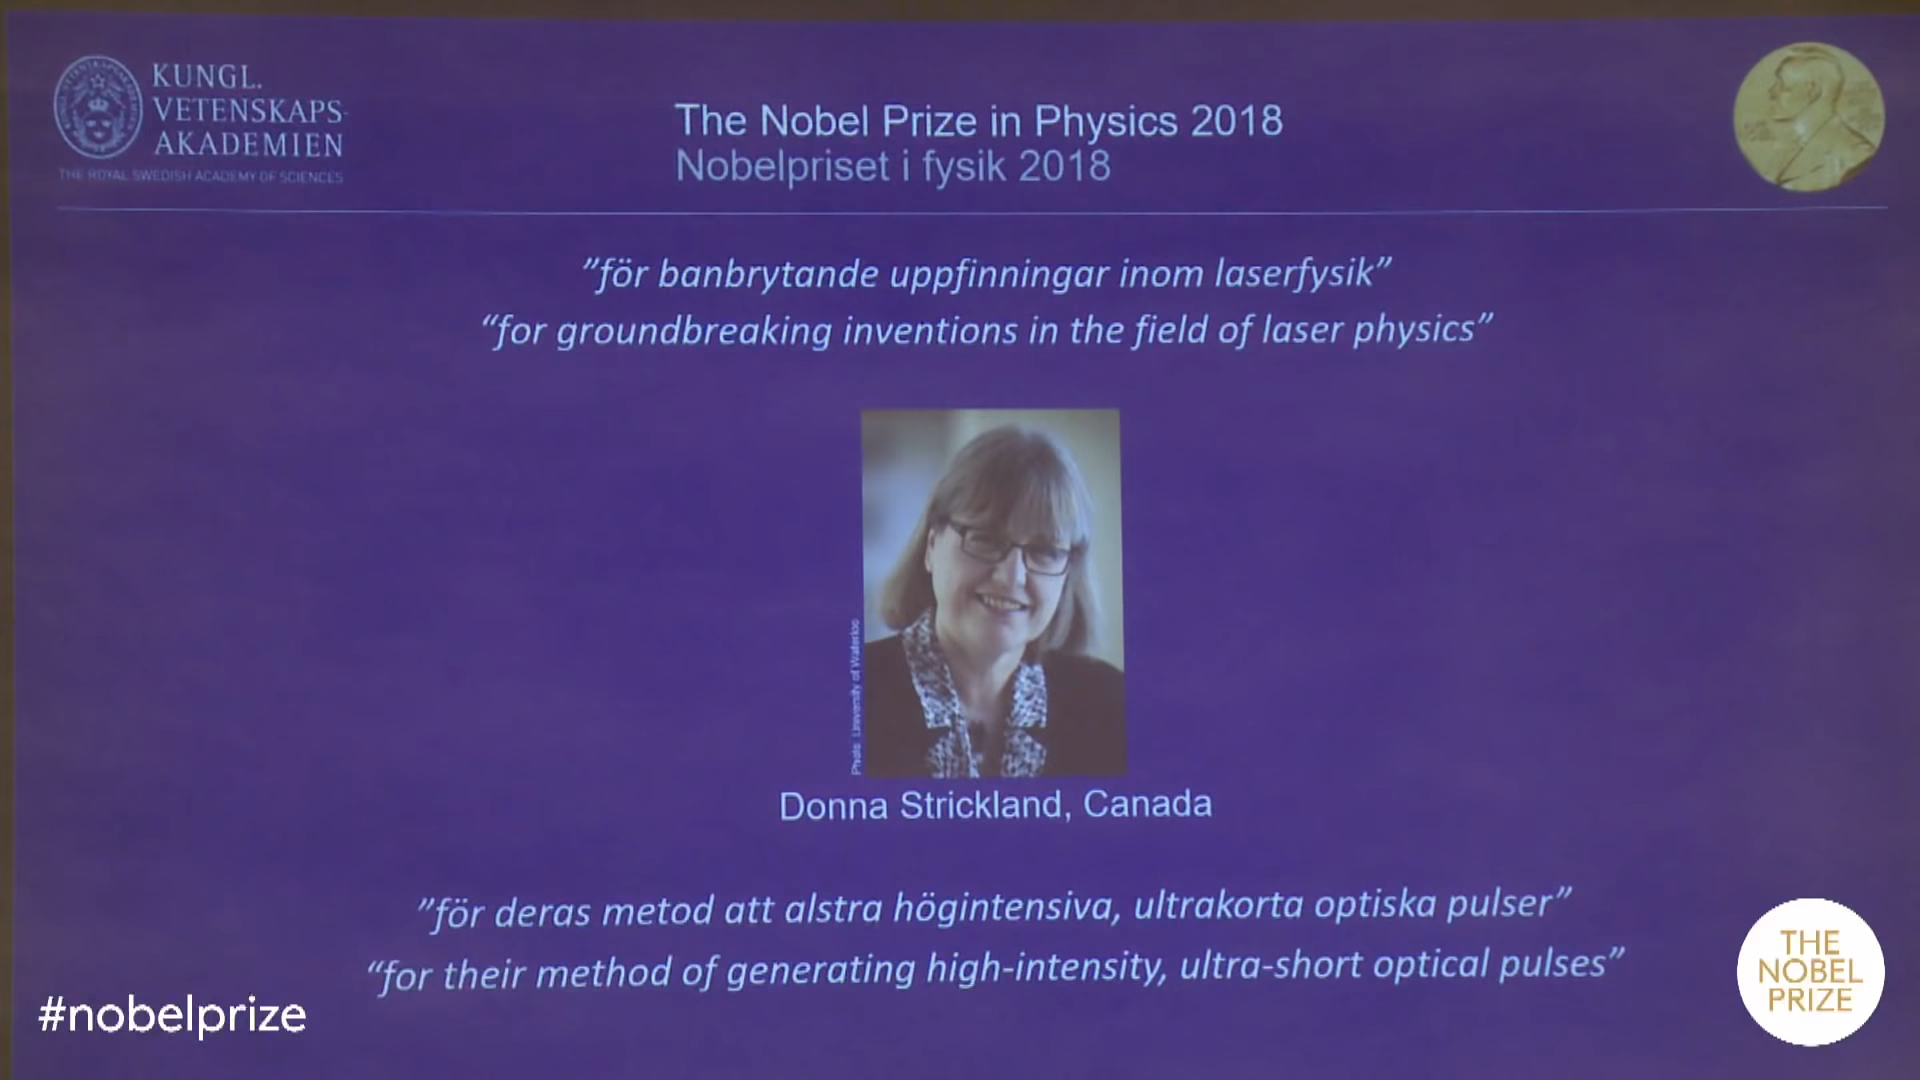 KUNGL.
VETENSKAPS-
AKADEMIEN
THE ROYAL SWEDISH ACADEMY OF SCIENCES
The Nobel Prize in Physics 2018
Nobelpriset i fysik 2018
”för banbrytande uppfinningar inom laserfysik”
“for groundbreaking inventions in the field of laser physics”
Photo: University of Waterloo
Donna Strickland, Canada
”för deras metod att alstra högintensiva, ultrakorta optiska pulser”
“for their method of generating high-intensity, ultra-short optical pulses”
#nobelprize
THE
NOBEL
PRIZE